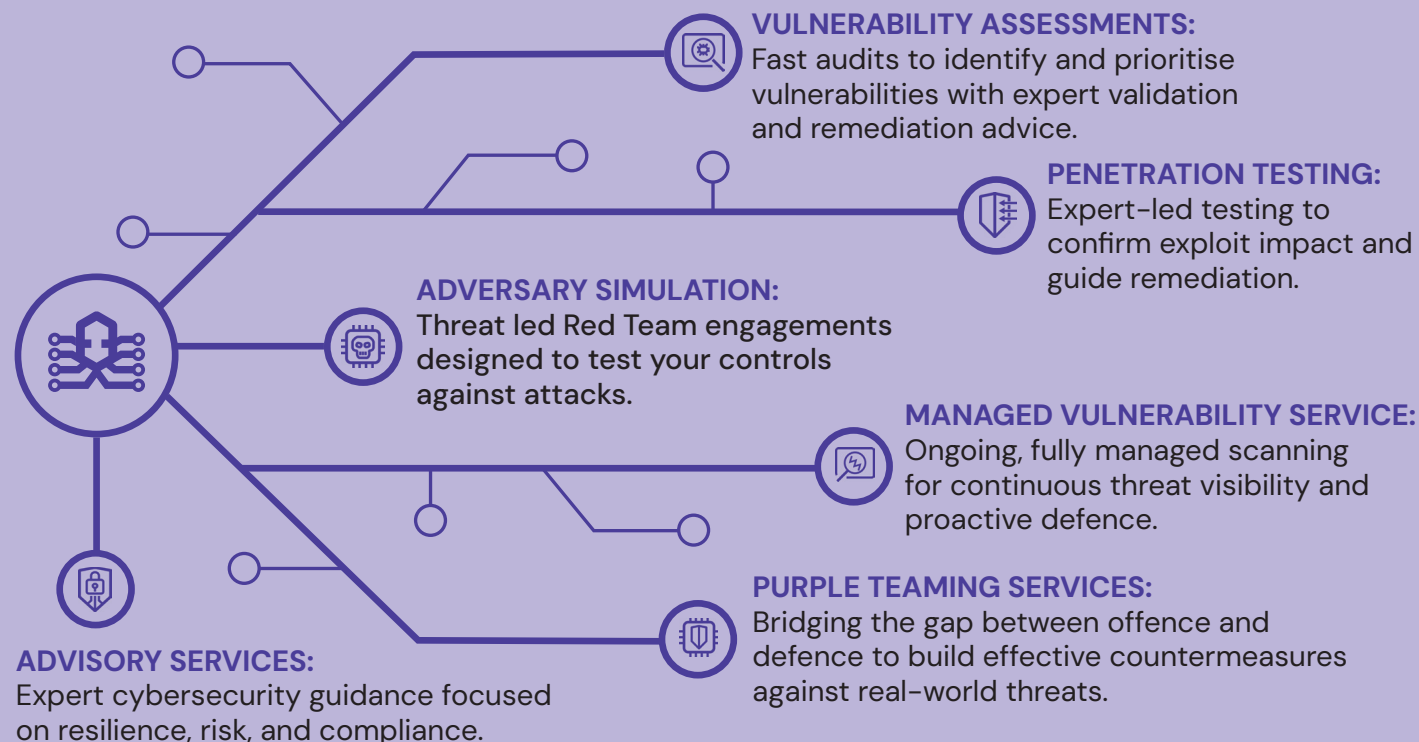 VULNERABILITY ASSESSMENTS:
Fast audits to identify and prioritise
vulnerabilities with expert validation
and remediation advice.
PENETRATION TESTING:
Expert-led testing to
confirm exploit impact and
guide remediation.
ADVERSARY SIMULATION:
Threat led Red Team engagements
designed to test your controls
against attacks.
MANAGED VULNERABILITY SERVICE:
Ongoing, fully managed scanning
for continuous threat visibility and
proactive defence.
PURPLE TEAMING SERVICES:
Bridging the gap between offence and
defence to build effective countermeasures
against real-world threats.
ADVISORY SERVICES:
Expert cybersecurity guidance focused
on resilience, risk, and compliance.